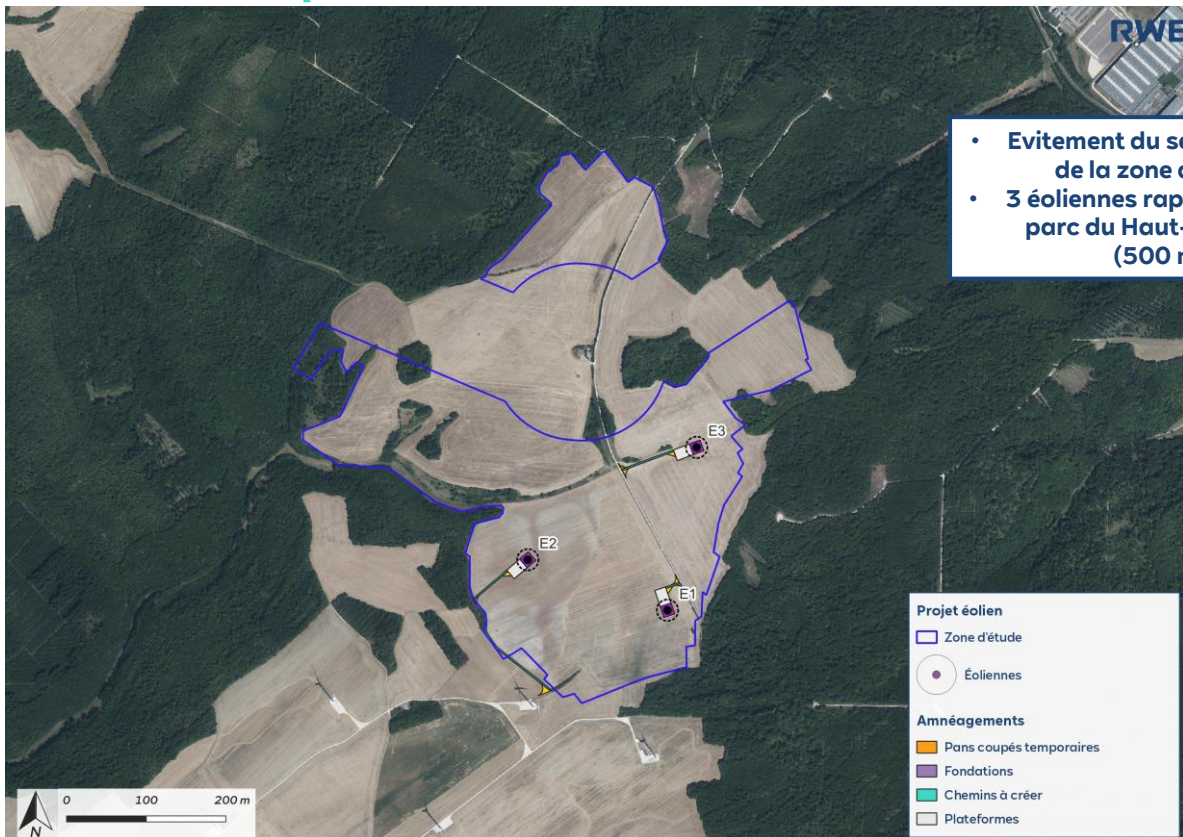 RWE
• Evitement du se
de la zone
• 3 éoliennes rap
parc du Haut-
(500
E3
E2
E1
Projet éolien
Zone d'étude
Éoliennes
Amnéagements
Pans coupés temporaires
Fondations
Chemins à créer
Plateformes
0 100 200 m
N